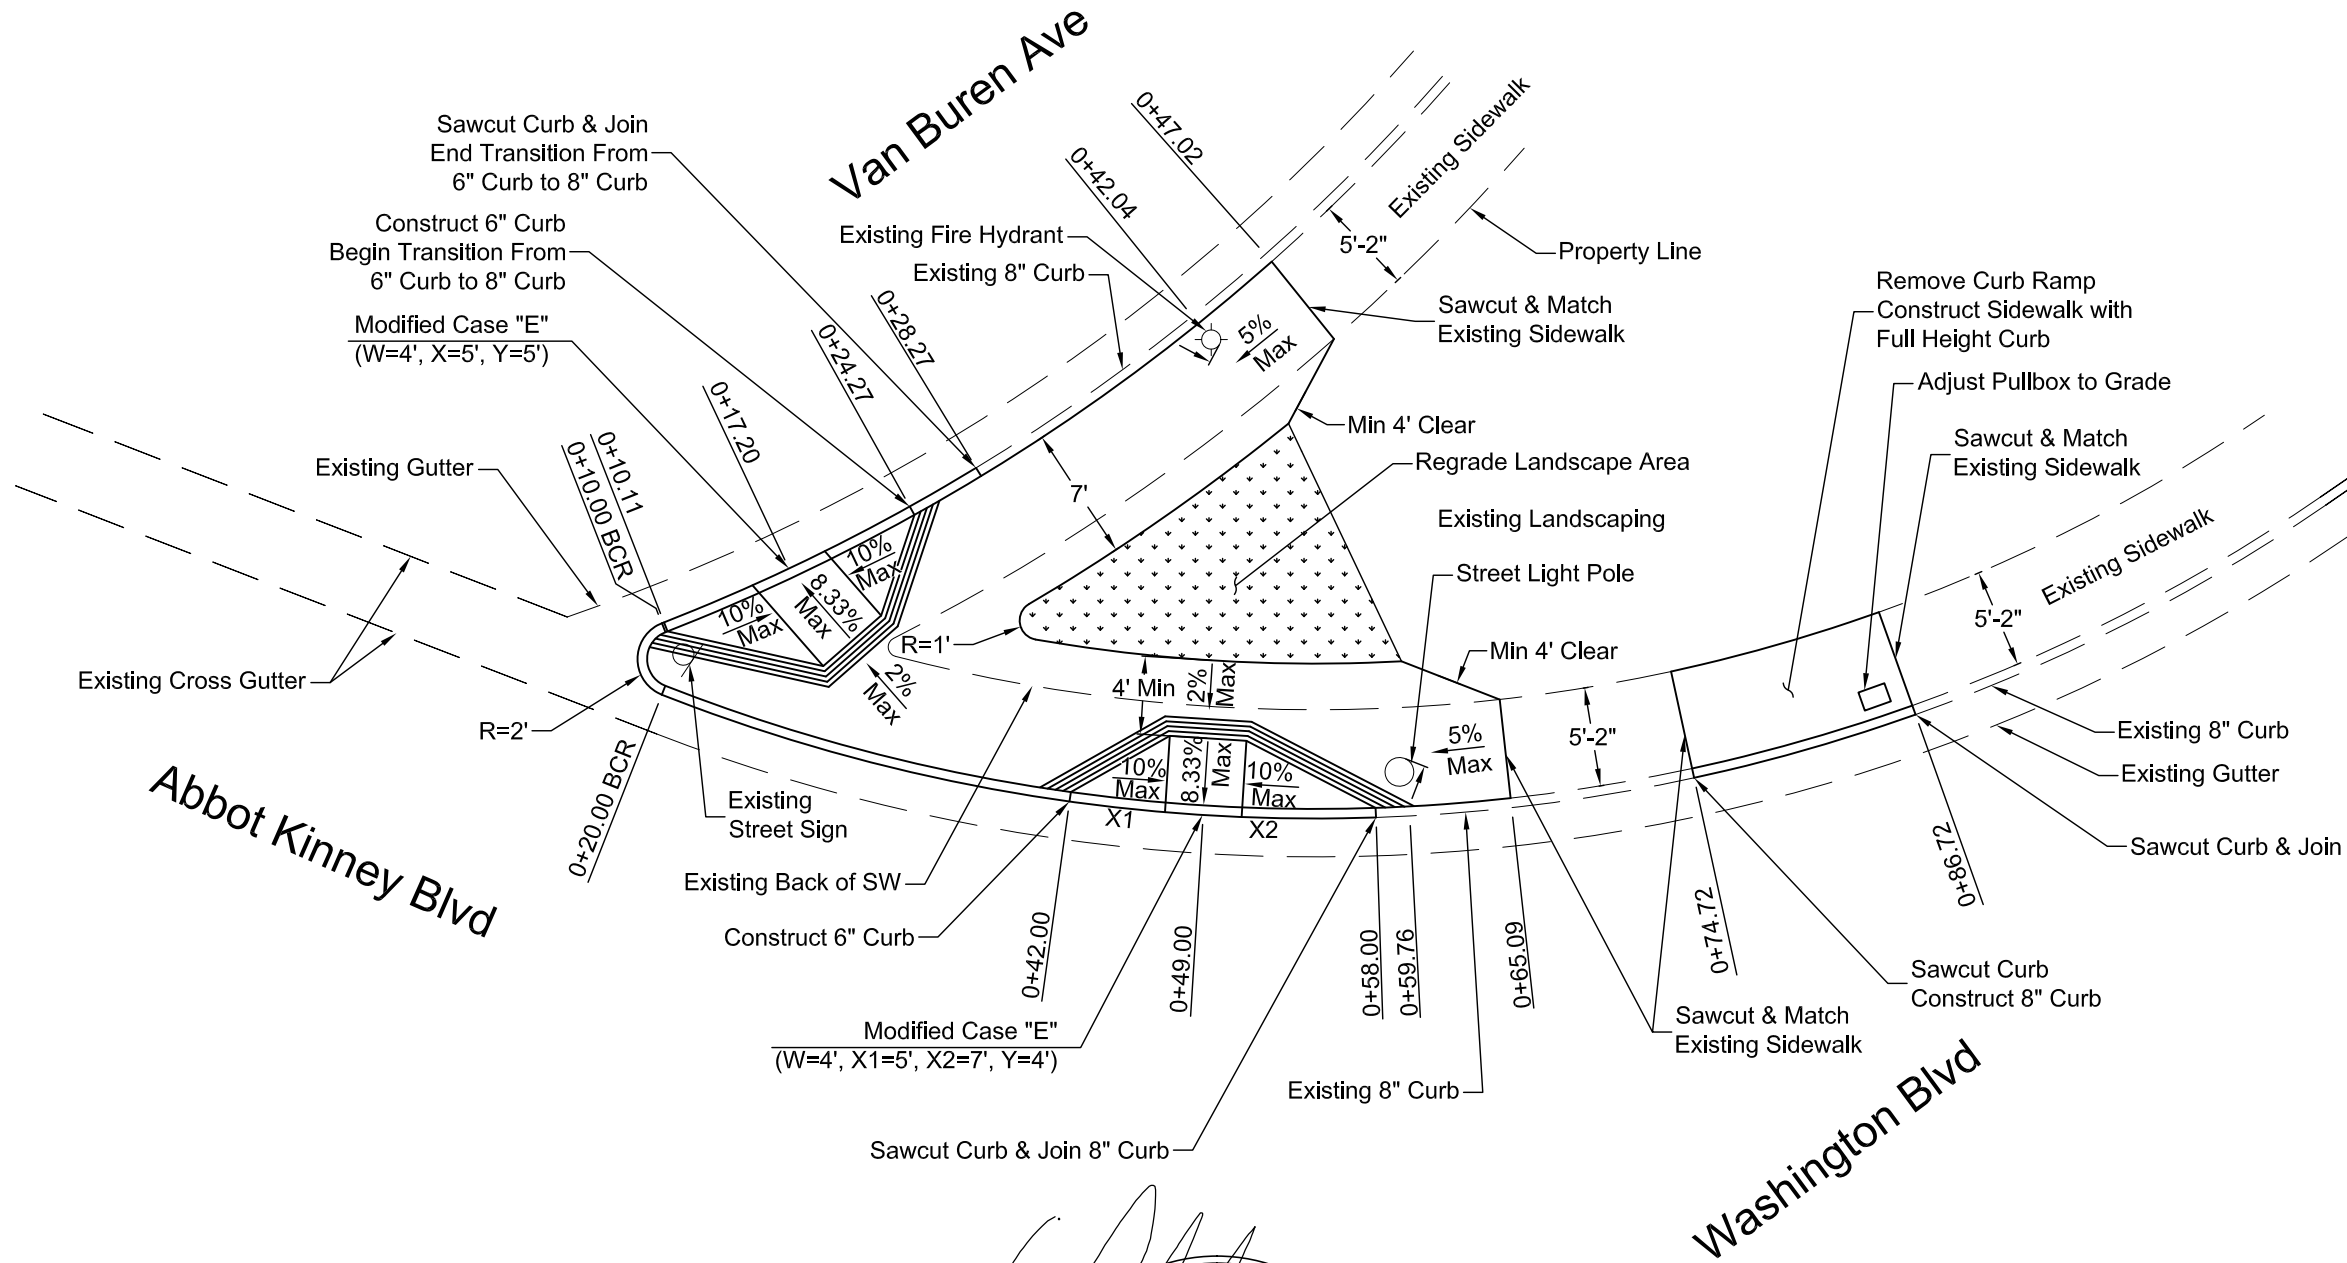 Van Buren Ave
Sawcut Curb & Join
End Transition From
6" Curb to 8" Curb
Construct 6" Curb
Begin Transition From
6" Curb to 8" Curb
Modified Case "E"
(W=4', X=5', Y=5')
Existing Fire Hydrant
Existing 8" Curb
0+47.02
0+42.04
0+28.27
0+24.27
0+17.20
0+10.11
0+10.00 BCR
Existing Sidewalk
5'-2"
Property Line
Sawcut & Match
Existing Sidewalk
5%
Max
Min 4' Clear
Regrade Landscape Area
Existing Landscaping
Street Light Pole
Remove Curb Ramp
Construct Sidewalk with
Full Height Curb
Adjust Pullbox to Grade
Sawcut & Match
Existing Sidewalk
Existing Gutter
7'
10%
Max
8.33%
Max
10%
Max
R=1'
2%
Max
4' Min
2%
Max
Min 4' Clear
Existing Sidewalk
5'-2"
5'-2"
Existing Cross Gutter
R=2'
0+20.00 BCR
Existing
Street Sign
10%
Max
8.33%
Max
10%
Max
X1
X2
5%
Max
Existing 8" Curb
Existing Gutter
Sawcut Curb & Join
0+86.72
0+74.72
Abbot Kinney Blvd
Existing Back of SW
Construct 6" Curb
0+42.00
0+49.00
0+58.00
0+59.76
0+65.09
Sawcut Curb
Construct 8" Curb
Sawcut & Match
Existing Sidewalk
Modified Case "E"
(W=4', X1=5', X2=7', Y=4')
Existing 8" Curb
Sawcut Curb & Join 8" Curb
Washington Blvd